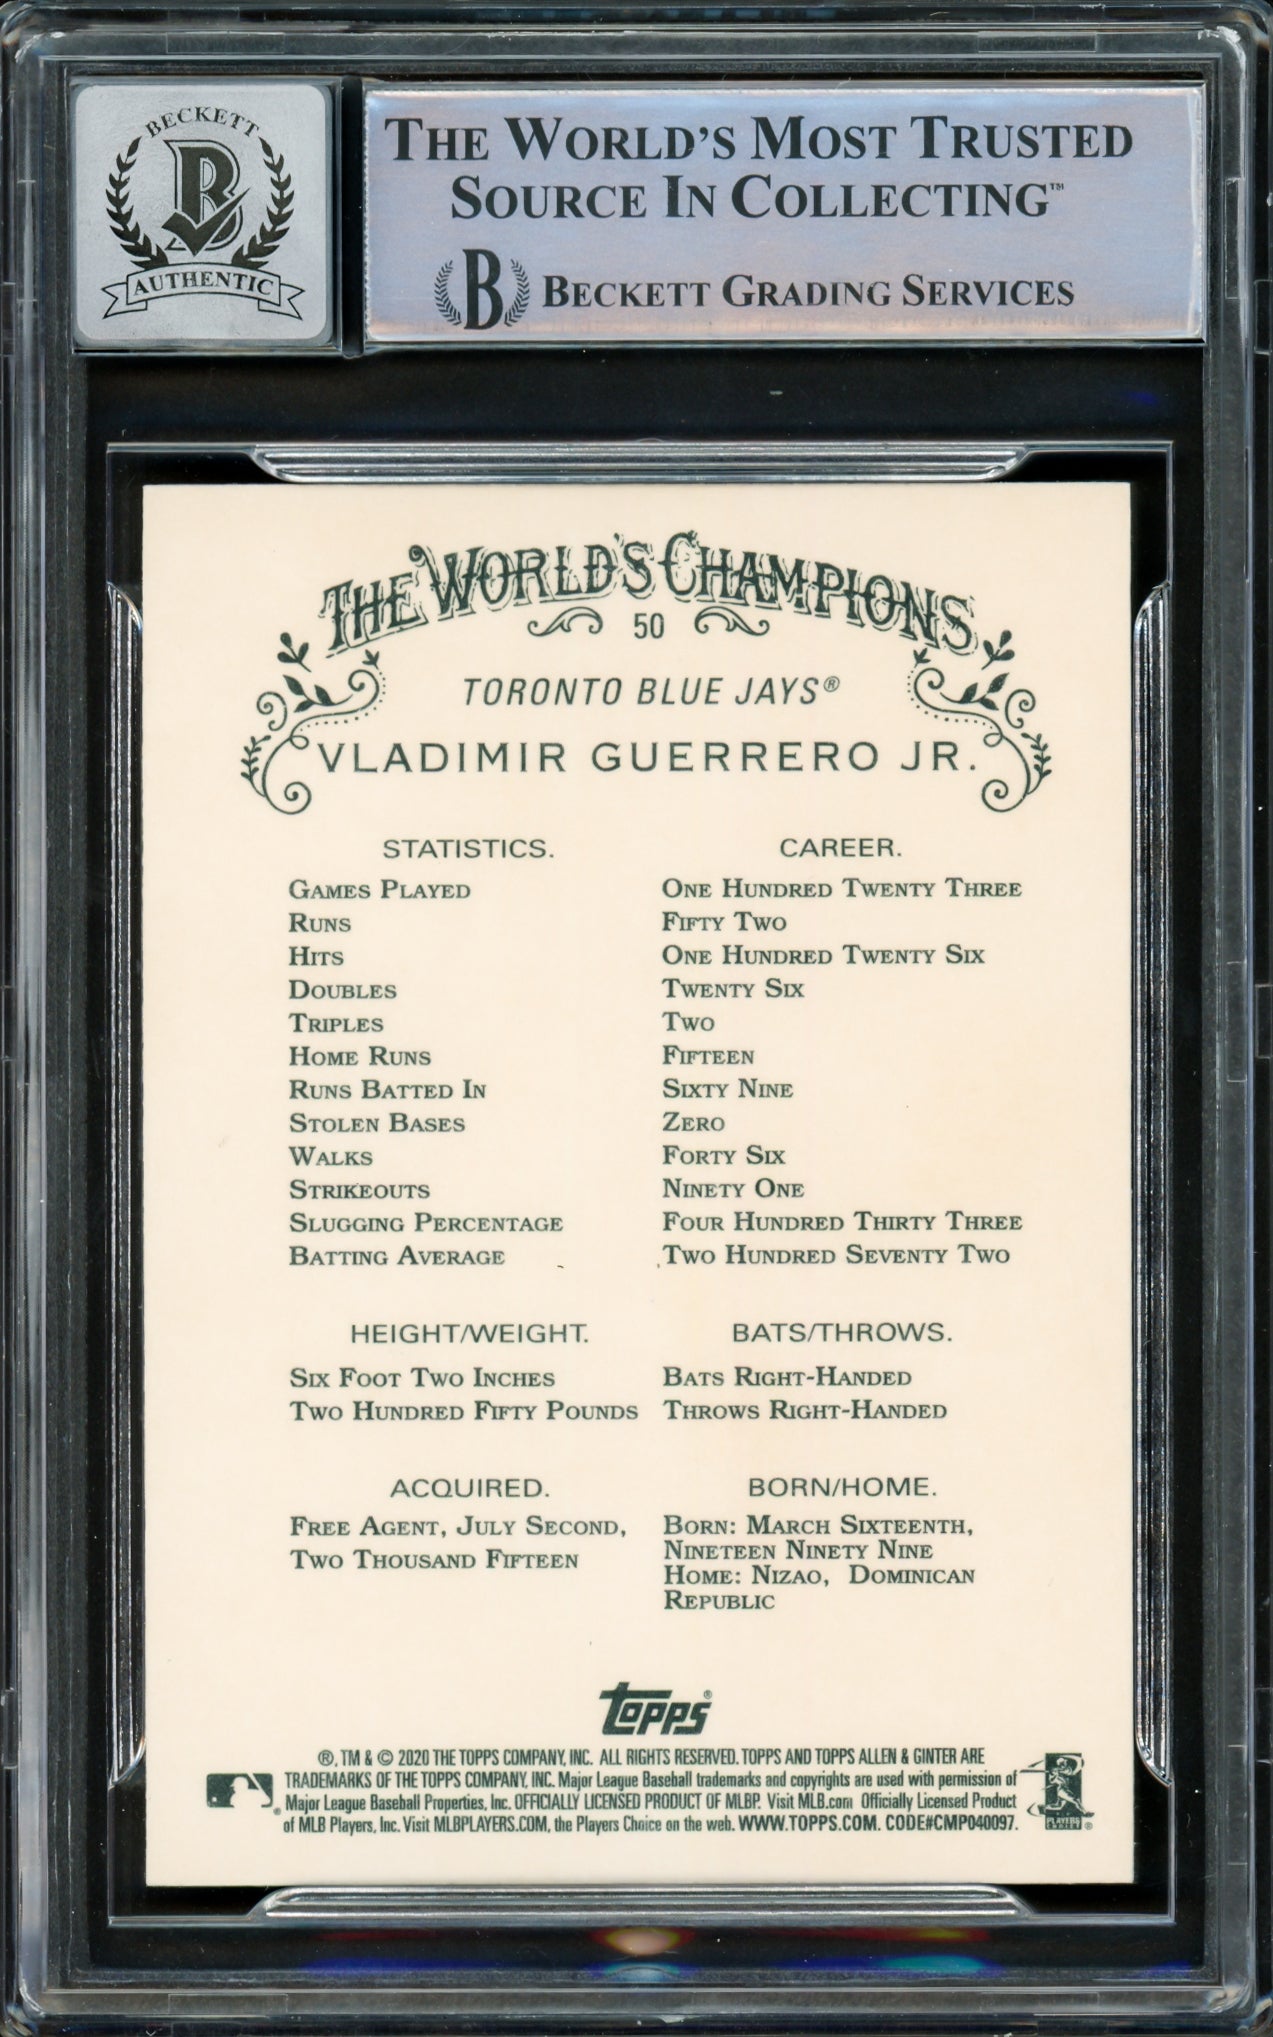 BECKETT
B
AUTHENTIC
THE WORLD'S MOST TRUSTED
SOURCE IN COLLECTING™
B BECKETT GRADING SERVICES
THE WORLD'S CHAMPIONS
50
TORONTO BLUE JAYS®
VLADIMIR GUERRERO JR.
STATISTICS. CAREER.
GAMES PLAYED ONE HUNDRED TWENTY THREE
RUNS FIFTY TWO
HITS ONE HUNDRED TWENTY SIX
DOUBLES TWENTY SIX
TRIPLES TWO
HOME RUNS FIFTEEN
RUNS BATTED IN SIXTY NINE
STOLEN BASES ZERO
WALKS FORTY SIX
STRIKEOUTS NINETY ONE
SLUGGING PERCENTAGE FOUR HUNDRED THIRTY THREE
BATTING AVERAGE TWO HUNDRED SEVENTY TWO
HEIGHT/WEIGHT.
SIX FOOT TWO INCHES
TWO HUNDRED FIFTY POUNDS
BATS/THROWS.
BATS RIGHT-HANDED
THROWS RIGHT-HANDED
ACQUIRED.
FREE AGENT, JULY SECOND,
TWO THOUSAND FIFTEEN
BORN/HOME.
BORN: MARCH SIXTEENTH,
NINETEEN NINETY NINE
HOME: NIZAO, DOMINICAN
REPUBLIC
topps®
®, TM & © 2020 THE TOPPS COMPANY, INC. ALL RIGHTS RESERVED. TOPPS AND TOPPS ALLEN & GINTER ARE
TRADEMARKS OF THE TOPPS COMPANY, INC. Major League Baseball trademarks and copyrights are used with permission of
Major League Baseball Properties, Inc. OFFICIALLY LICENSED PRODUCT OF MLBP. Visit MLB.com Officially Licensed Product
of MLB Players, Inc. Visit MLBPLAYERS.COM, the Players Choice on the web. WWW.TOPPS.COM. CODE#CMP040097.
PLAYERS
CHOICE ®